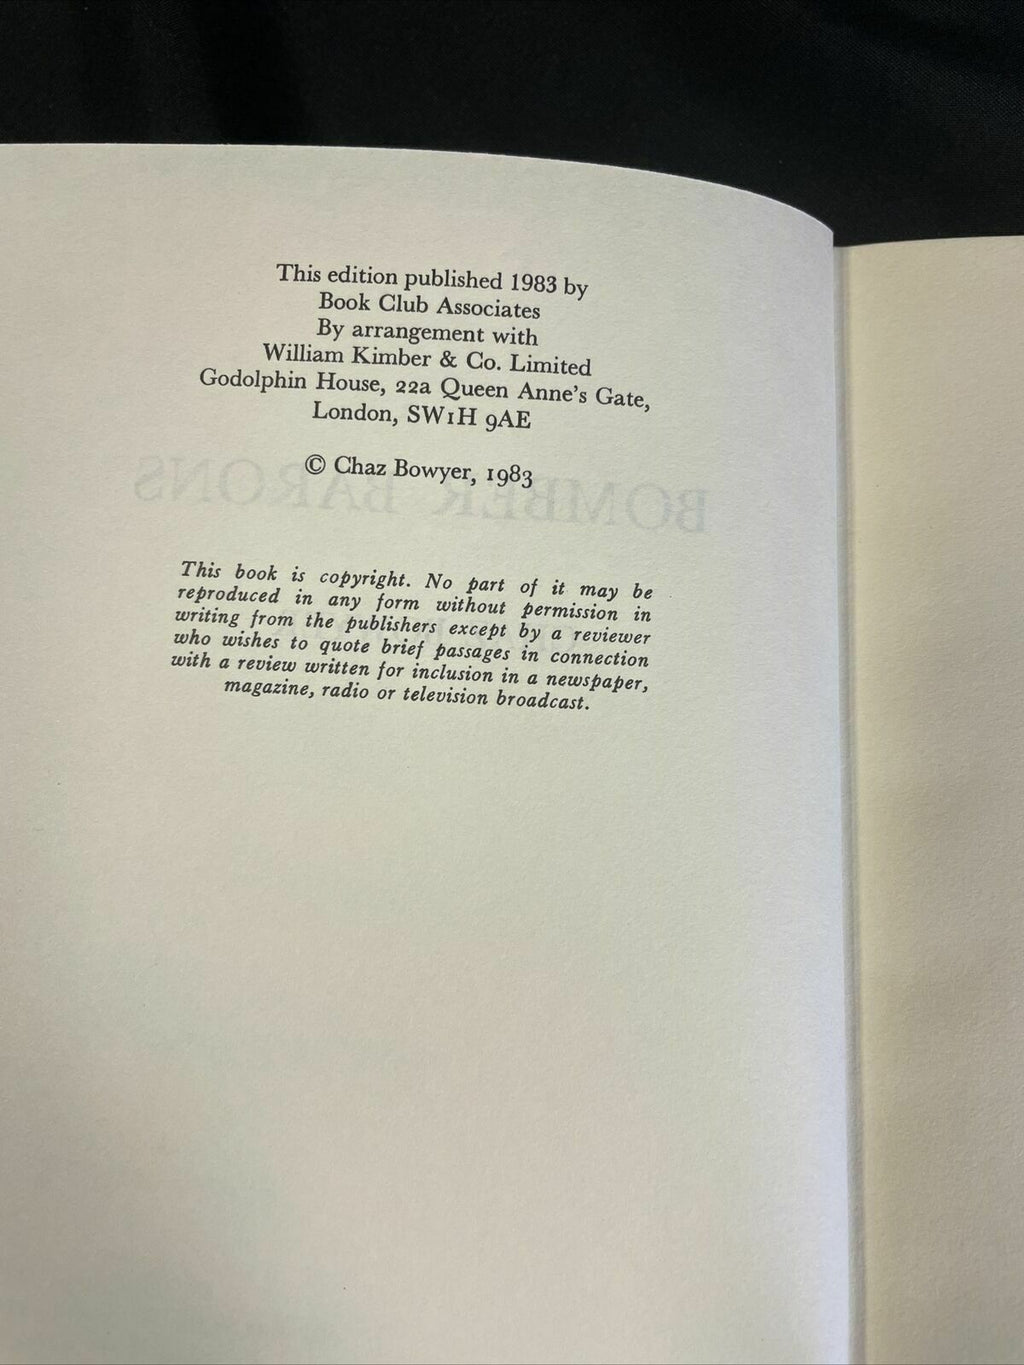 This edition published 1983 by
Book Club Associates
By arrangement with
William Kimber & Co. Limited
Godolphin House, 22a Queen Anne's Gate,
London, SW1H 9AE
© Chaz Bowyer, 1983
BOMBER BARONS
This book is copyright. No part of it may be
reproduced in any form without permission in
writing from the publishers except by a reviewer
who wishes to quote brief passages in connection
with a review written for inclusion in a newspaper,
magazine, radio or television broadcast.